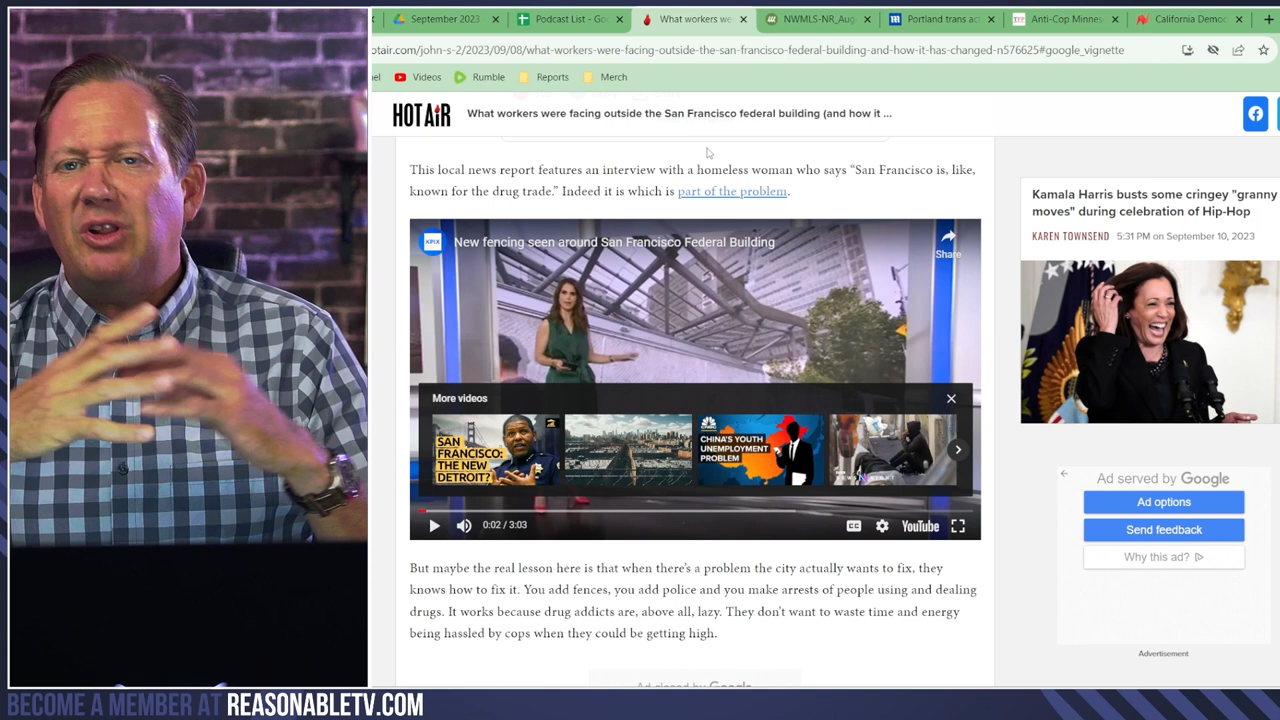 September 2023
Podcast List - Goo
What workers we
NWMLS-NR_Aug
Portland trans act
Anti-Cop Minnes
California Democ
otair.com/john-s-2/2023/09/08/what-workers-were-facing-outside-the-san-francisco-federal-building-and-how-it-has-changed-n576625#google_vignette
nel
Videos
Rumble
Reports
Merch
HOT AIR
What workers were facing outside the San Francisco federal building (and how it ...
This local news report features an interview with a homeless woman who says “San Francisco is, like,
known for the drug trade.” Indeed it is which is part of the problem.
KPIX
New fencing seen around San Francisco Federal Building
Share
More videos
SAN
FRANCISCO:
THE NEW
DETROIT?
CNBC
CHINA'S YOUTH
UNEMPLOYMENT
PROBLEM
0:02 / 3:03
CC
YouTube
But maybe the real lesson here is that when there’s a problem the city actually wants to fix, they
knows how to fix it. You add fences, you add police and you make arrests of people using and dealing
drugs. It works because drug addicts are, above all, lazy. They don’t want to waste time and energy
being hassled by cops when they could be getting high.
Ad closed by Google
Kamala Harris busts some cringey "granny
moves" during celebration of Hip-Hop
KAREN TOWNSEND 5:31 PM on September 10, 2023
Ad served by Google
Ad options
Send feedback
Why this ad?
Advertisement
BECOME A MEMBER AT REASONABLETV.COM